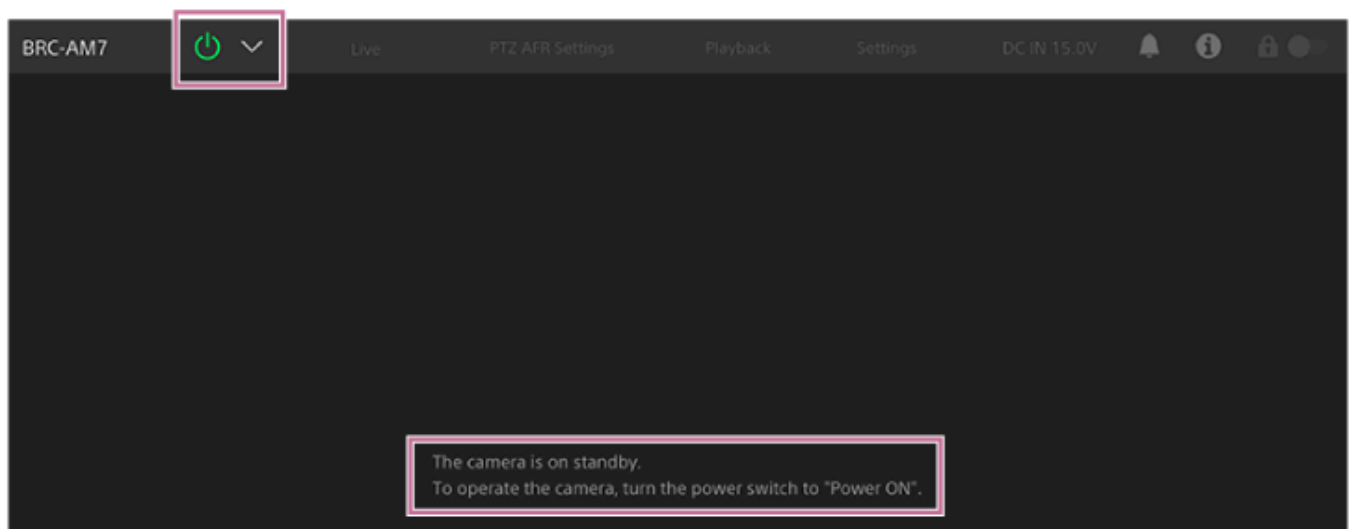 BRC-AM7 Live PTZ AFR Settings Playback Settings DC IN 15.0V
The camera is on standby.
To operate the camera, turn the power switch to "Power ON".